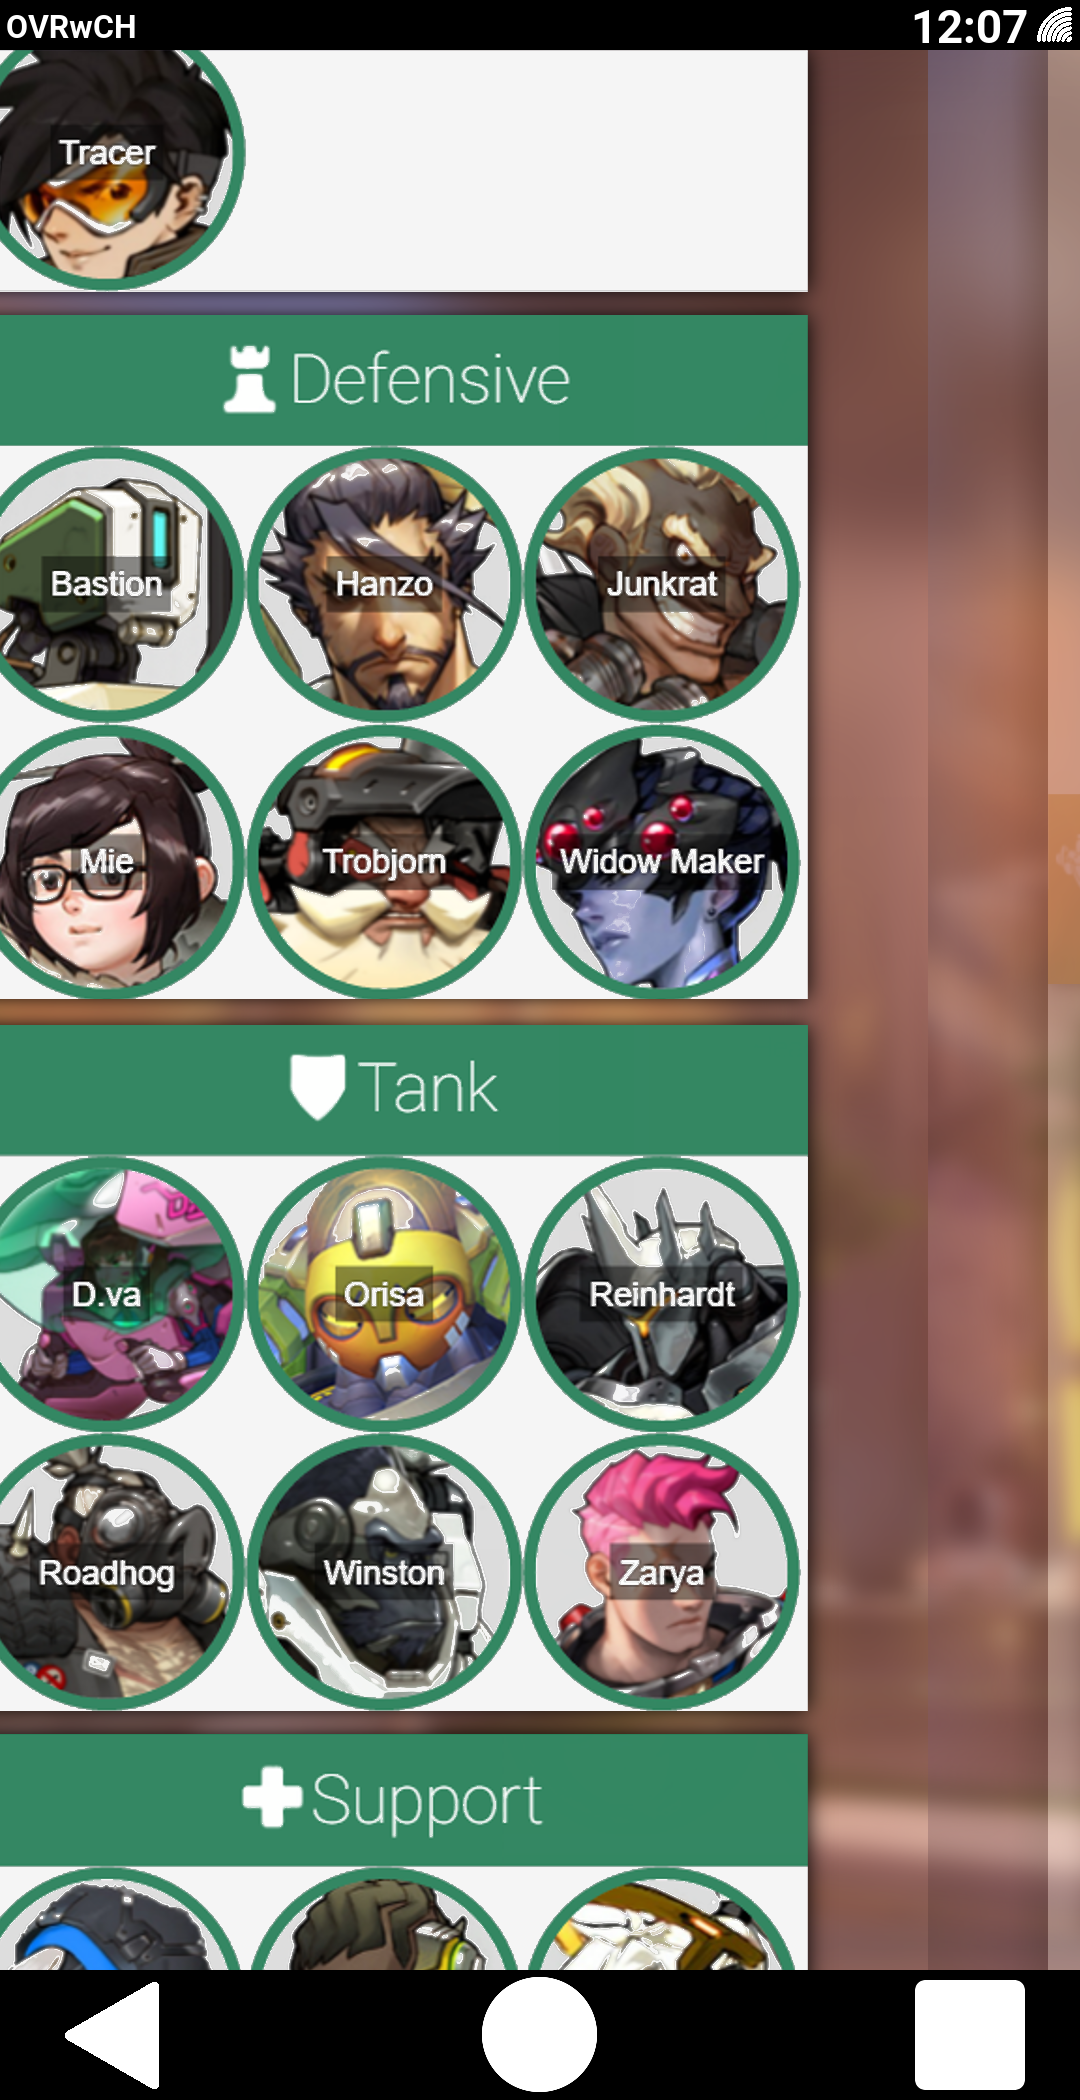 OVRwCH
12:07
Tracer
Defensive
Bastion
Hanzo
Junkrat
Mie
Trobjorn
Widow Maker
Tank
D.va
Orisa
Reinhardt
Roadhog
Winston
Zarya
Support